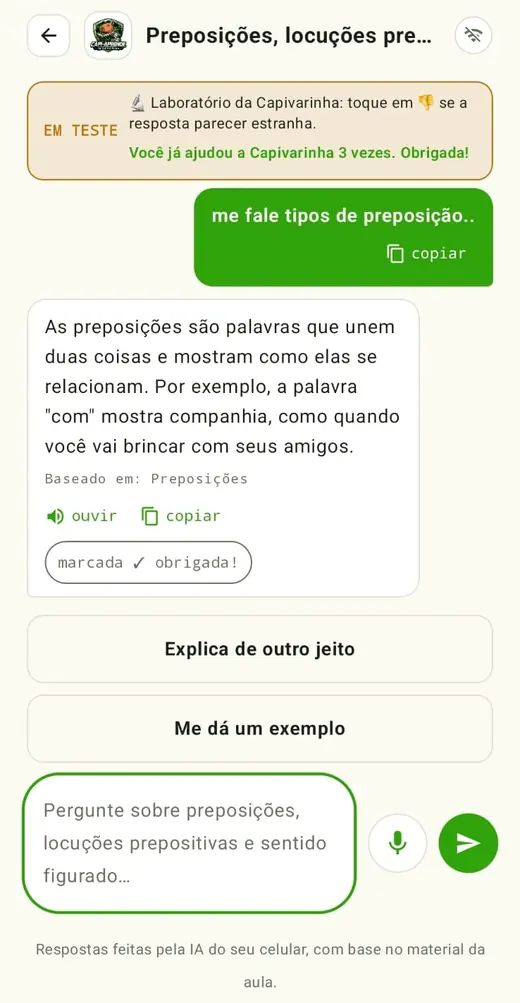 Preposições, locuções pre...
EM TESTE
🔬 Laboratório da Capivarinha: toque em 👎 se a
resposta parecer estranha.
Você já ajudou a Capivarinha 3 vezes. Obrigada!
me fale tipos de preposição..
copiar
As preposições são palavras que unem
duas coisas e mostram como elas se
relacionam. Por exemplo, a palavra
"com" mostra companhia, como quando
você vai brincar com seus amigos.
Baseado em: Preposições
ouvir
copiar
marcada ✓ obrigada!
Explica de outro jeito
Me dá um exemplo
Pergunte sobre preposições,
locuções prepositivas e sentido
figurado…
Respostas feitas pela IA do seu celular, com base no material da
aula.